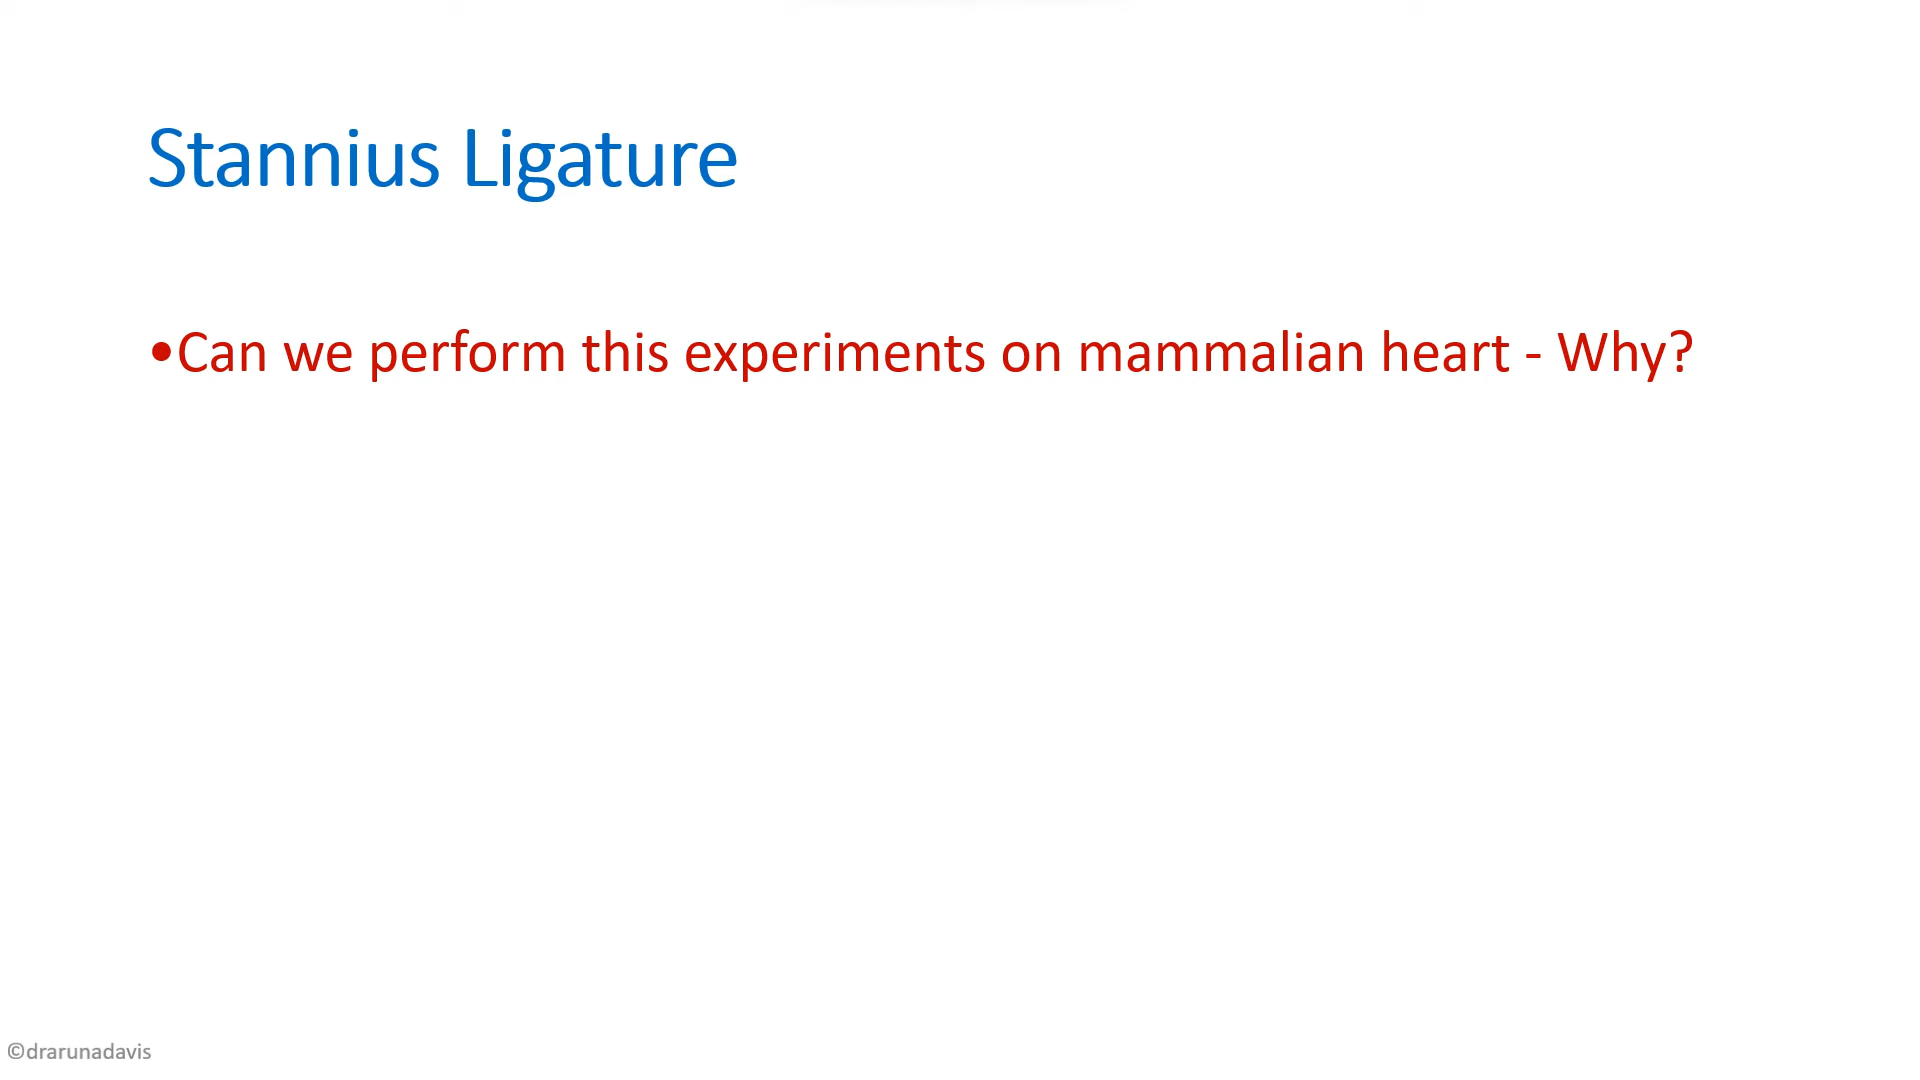 Stannius Ligature
•Can we perform this experiments on mammalian heart - Why?
©drarunadavis